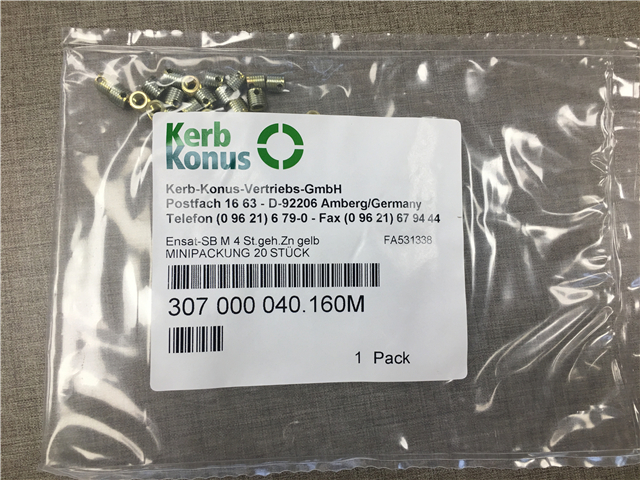 Kerb
Konus
Kerb-Konus-Vertriebs-GmbH
Postfach 16 63 - D-92206 Amberg/Germany
Telefon (0 96 21) 6 79-0 - Fax (0 96 21) 67 94 44
Ensat-SB M 4 St.geh.Zn gelb FA531338
MINIPACKUNG 20 STÜCK
307 000 040.160M
1 Pack